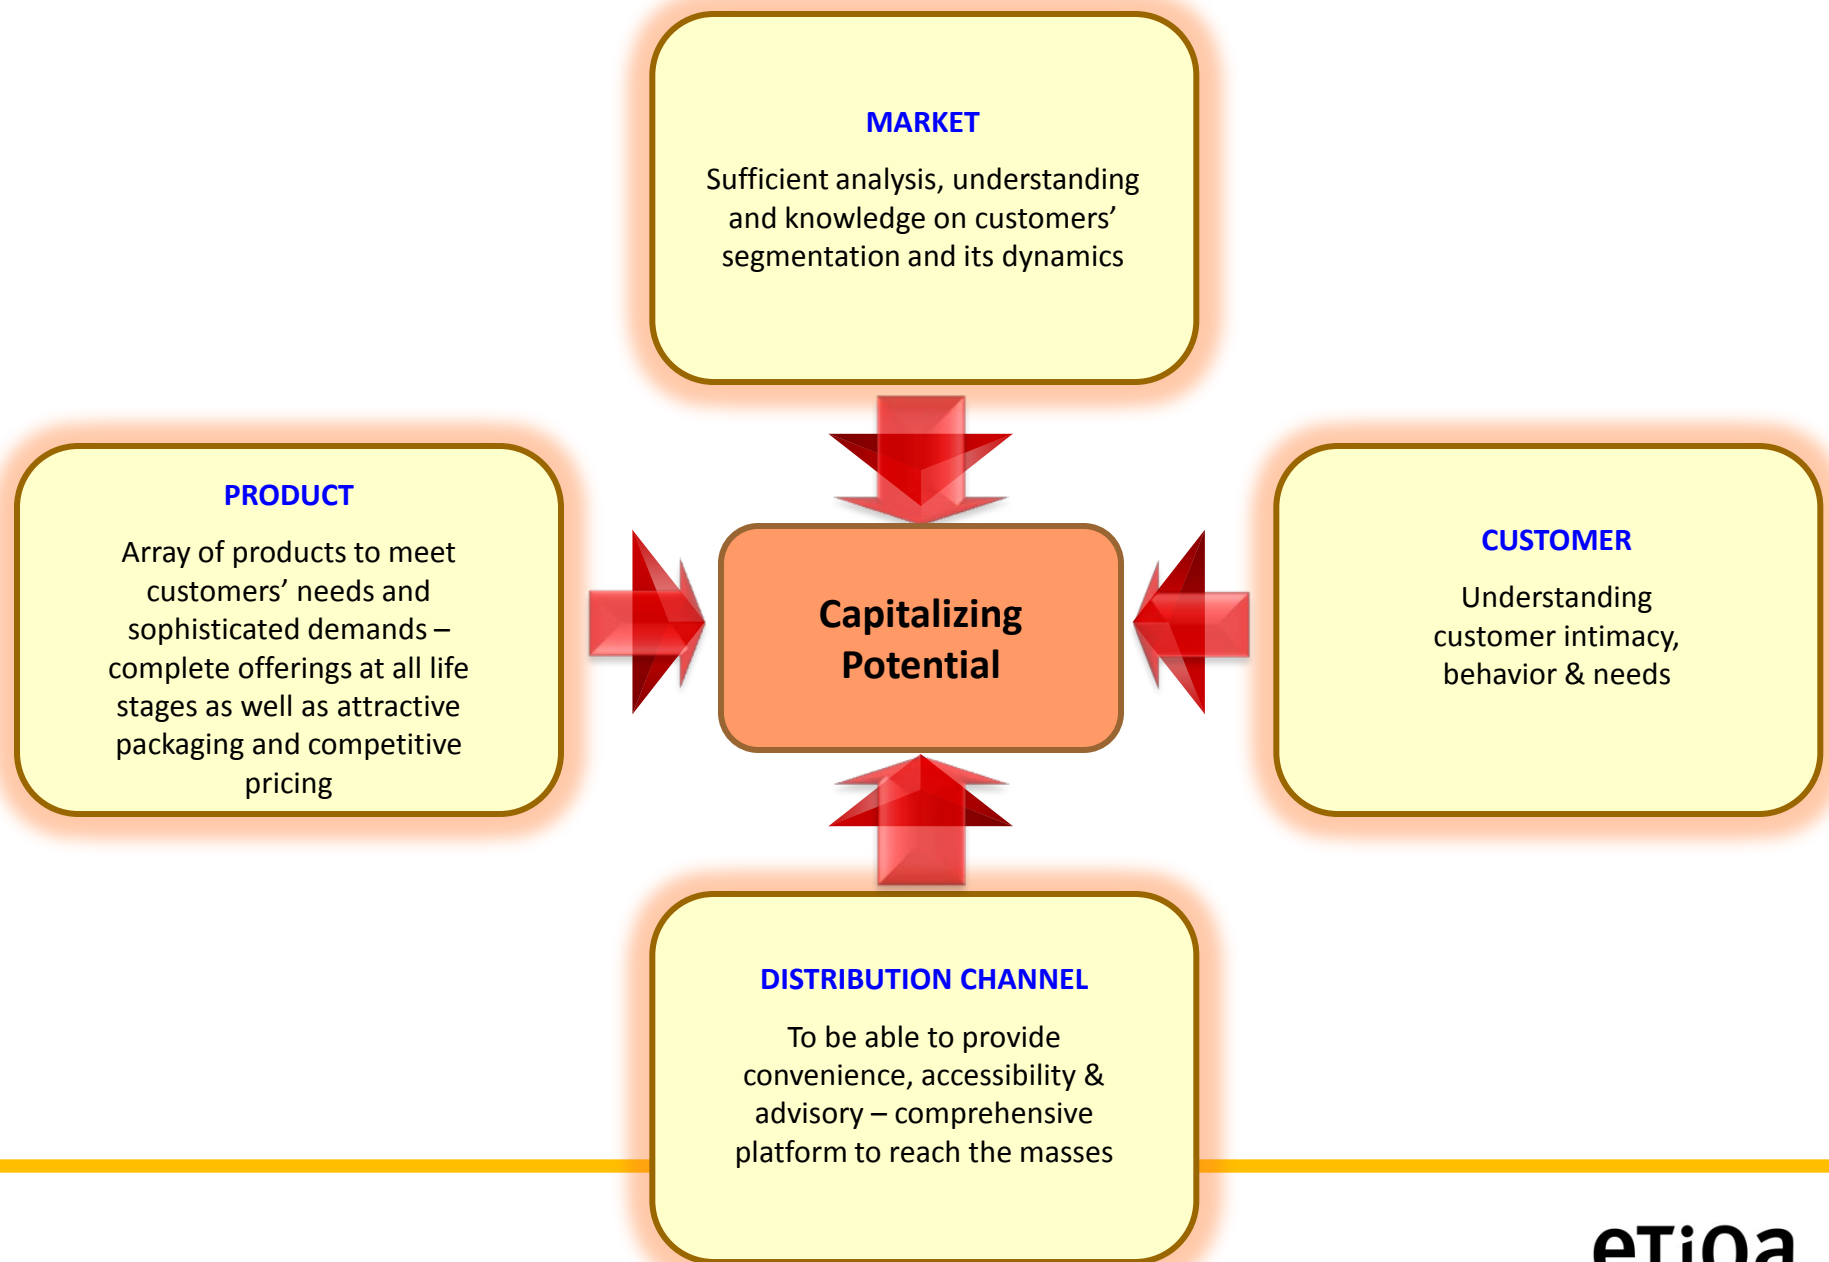 MARKET
Sufficient analysis, understanding
and knowledge on customers’
segmentation and its dynamics
PRODUCT
Array of products to meet
customers’ needs and
sophisticated demands –
complete offerings at all life
stages as well as attractive
packaging and competitive
pricing
Capitalizing
Potential
CUSTOMER
Understanding
customer intimacy,
behavior & needs
DISTRIBUTION CHANNEL
To be able to provide
convenience, accessibility &
advisory – comprehensive
platform to reach the masses
eTiQa